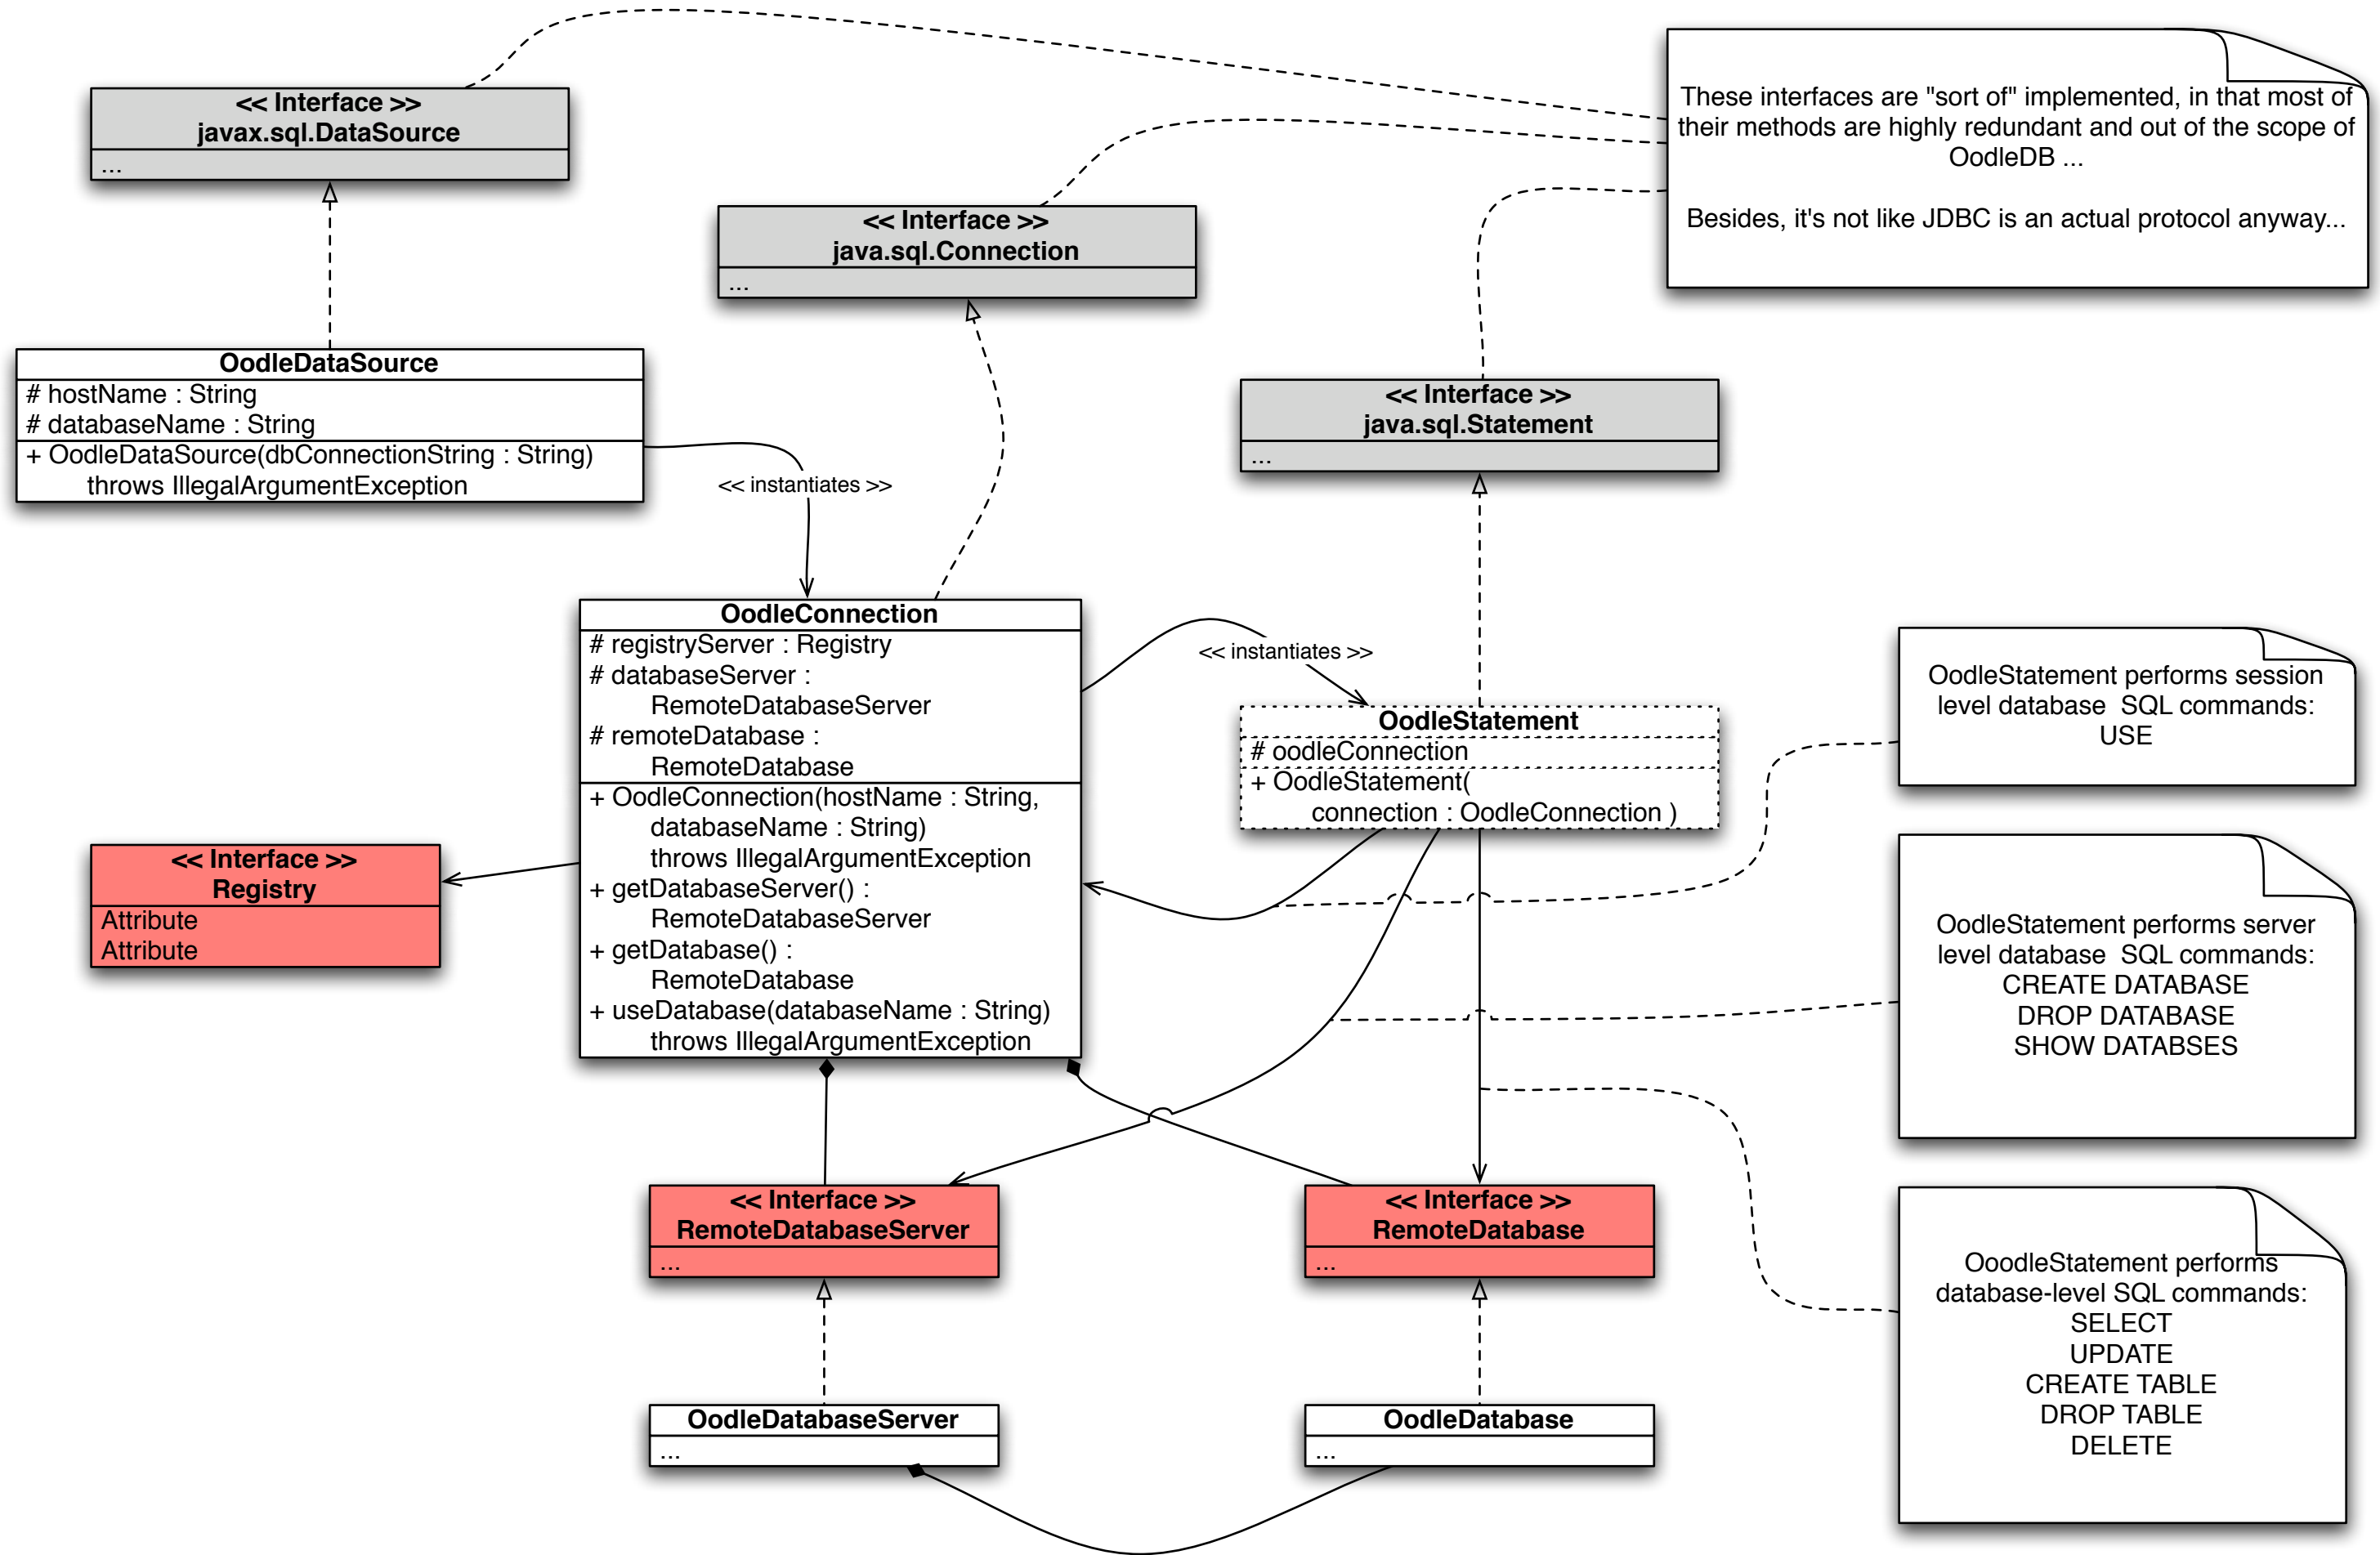 These interfaces are "sort of" implemented, in that most of
their methods are highly redundant and out of the scope of
OodleDB ...
Besides, it's not like JDBC is an actual protocol anyway...
<< Interface >>
javax.sql.DataSource
...
<< Interface >>
java.sql.Connection
...
OodleDataSource
# hostName : String
# databaseName : String
+ OodleDataSource(dbConnectionString : String)
throws IllegalArgumentException
<< Interface >>
java.sql.Statement
...
<< instantiates >>
OodleConnection
# registryServer : Registry
# databaseServer :
RemoteDatabaseServer
# remoteDatabase :
RemoteDatabase
+ OodleConnection(hostName : String,
databaseName : String)
throws IllegalArgumentException
+ getDatabaseServer() :
RemoteDatabaseServer
+ getDatabase() :
RemoteDatabase
+ useDatabase(databaseName : String)
throws IllegalArgumentException
<< instantiates >>
OodleStatement
# oodleConnection
+ OodleStatement(
connection : OodleConnection )
OodleStatement performs session
level database  SQL commands:
USE
<< Interface >>
Registry
Attribute
Attribute
OodleStatement performs server
level database  SQL commands:
CREATE DATABASE
DROP DATABASE
SHOW DATABSES
<< Interface >>
RemoteDatabaseServer
...
<< Interface >>
RemoteDatabase
...
OoodleStatement performs
database-level SQL commands:
SELECT
UPDATE
CREATE TABLE
DROP TABLE
DELETE
OodleDatabaseServer
...
OodleDatabase
...